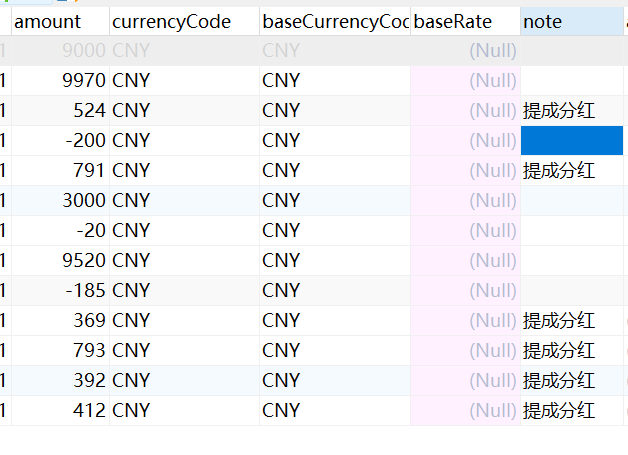 amount currencyCode baseCurrencyCod baseRate note
1 9000 CNY CNY (Null)
1 9970 CNY CNY (Null)
1 524 CNY CNY (Null) 提成分红
1 -200 CNY CNY (Null)
1 791 CNY CNY (Null) 提成分红
1 3000 CNY CNY (Null)
1 -20 CNY CNY (Null)
1 9520 CNY CNY (Null)
1 -185 CNY CNY (Null)
1 369 CNY CNY (Null) 提成分红
1 793 CNY CNY (Null) 提成分红
1 392 CNY CNY (Null) 提成分红
1 412 CNY CNY (Null) 提成分红